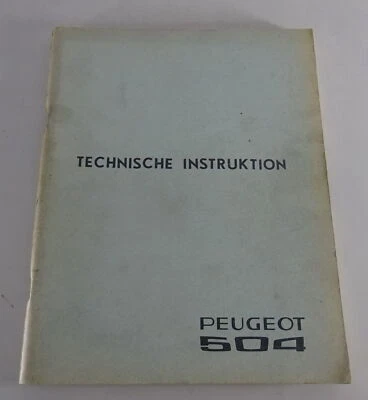 TECHNISCHE INSTRUKTION
PEUGEOT
504